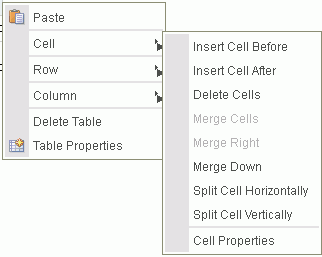 Paste
Cell
Row
Column
Delete Table
Table Properties
Insert Cell Before
Insert Cell After
Delete Cells
Merge Cells
Merge Right
Merge Down
Split Cell Horizontally
Split Cell Vertically
Cell Properties